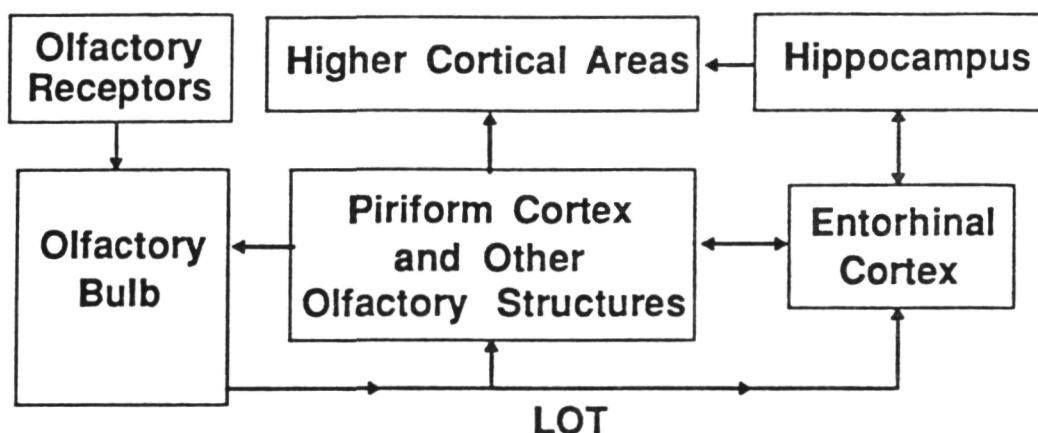 Olfactory
Receptors
Higher Cortical Areas
Hippocampus
Olfactory
Bulb
Piriform Cortex
and Other
Olfactory Structures
Entorhinal
Cortex
LOT